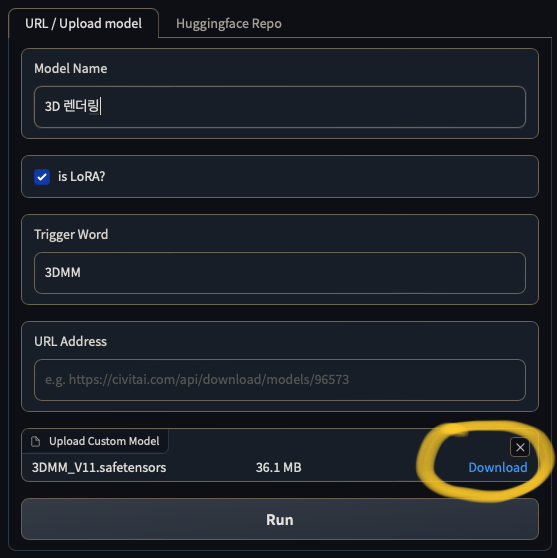 URL / Upload model
Huggingface Repo
Model Name
3D 렌더링
is LoRA?
Trigger Word
3DMM
URL Address
e.g. https://civitai.com/api/download/models/96573
Upload Custom Model
3DMM_V11.safetensors 36.1 MB Download
Run